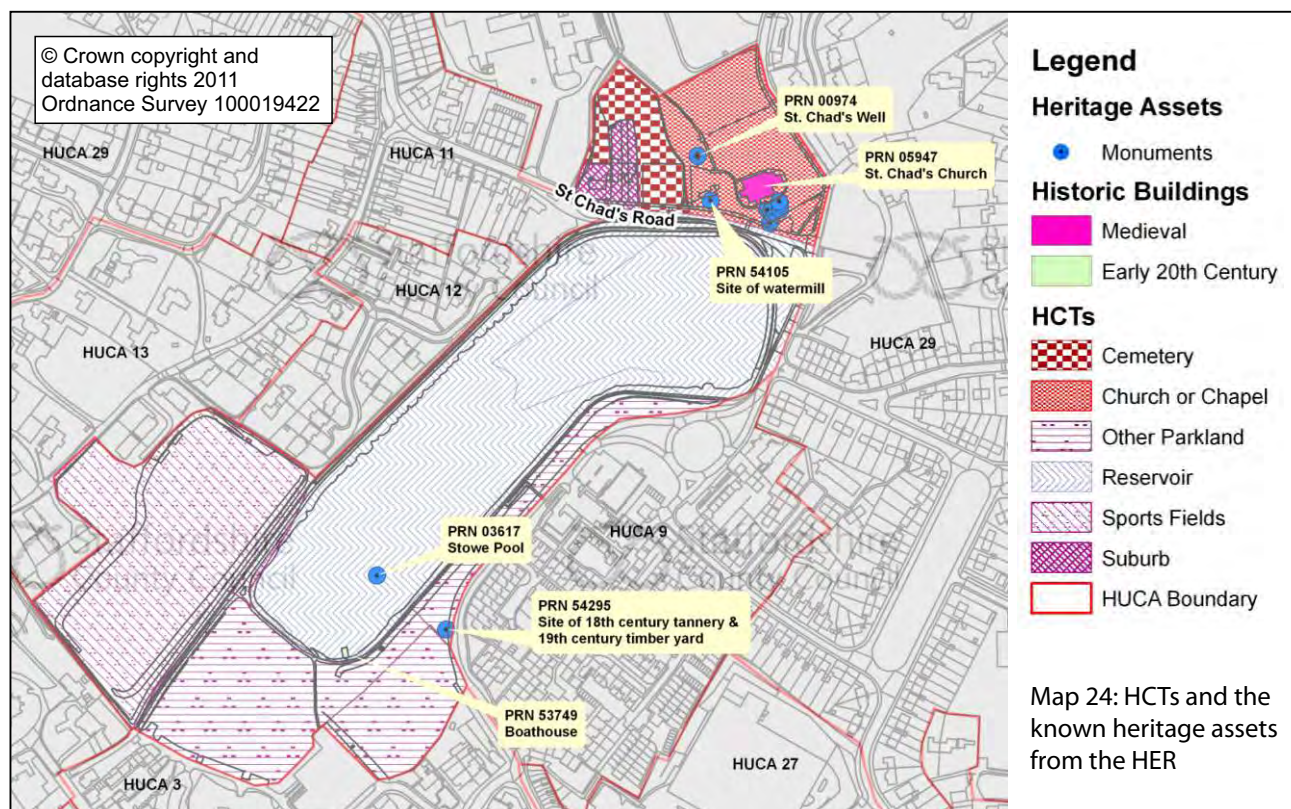 © Crown copyright and
database rights 2011
Ordnance Survey 100019422
PRN 00974
St. Chad's Well
HUCA 29
HUCA 11
PRN 05947
St. Chad's Church
St Chad's Road
PRN 54105
Site of watermill
HUCA 12
HUCA 13
HUCA 29
PRN 03617
Stowe Pool
HUCA 9
PRN 54295
Site of 18th century tannery &
19th century timber yard
PRN 53749
Boathouse
HUCA 3
HUCA 27
Legend
Heritage Assets
Monuments
Historic Buildings
Medieval
Early 20th Century
HCTs
Cemetery
Church or Chapel
Other Parkland
Reservoir
Sports Fields
Suburb
HUCA Boundary
Map 24: HCTs and the
known heritage assets
from the HER